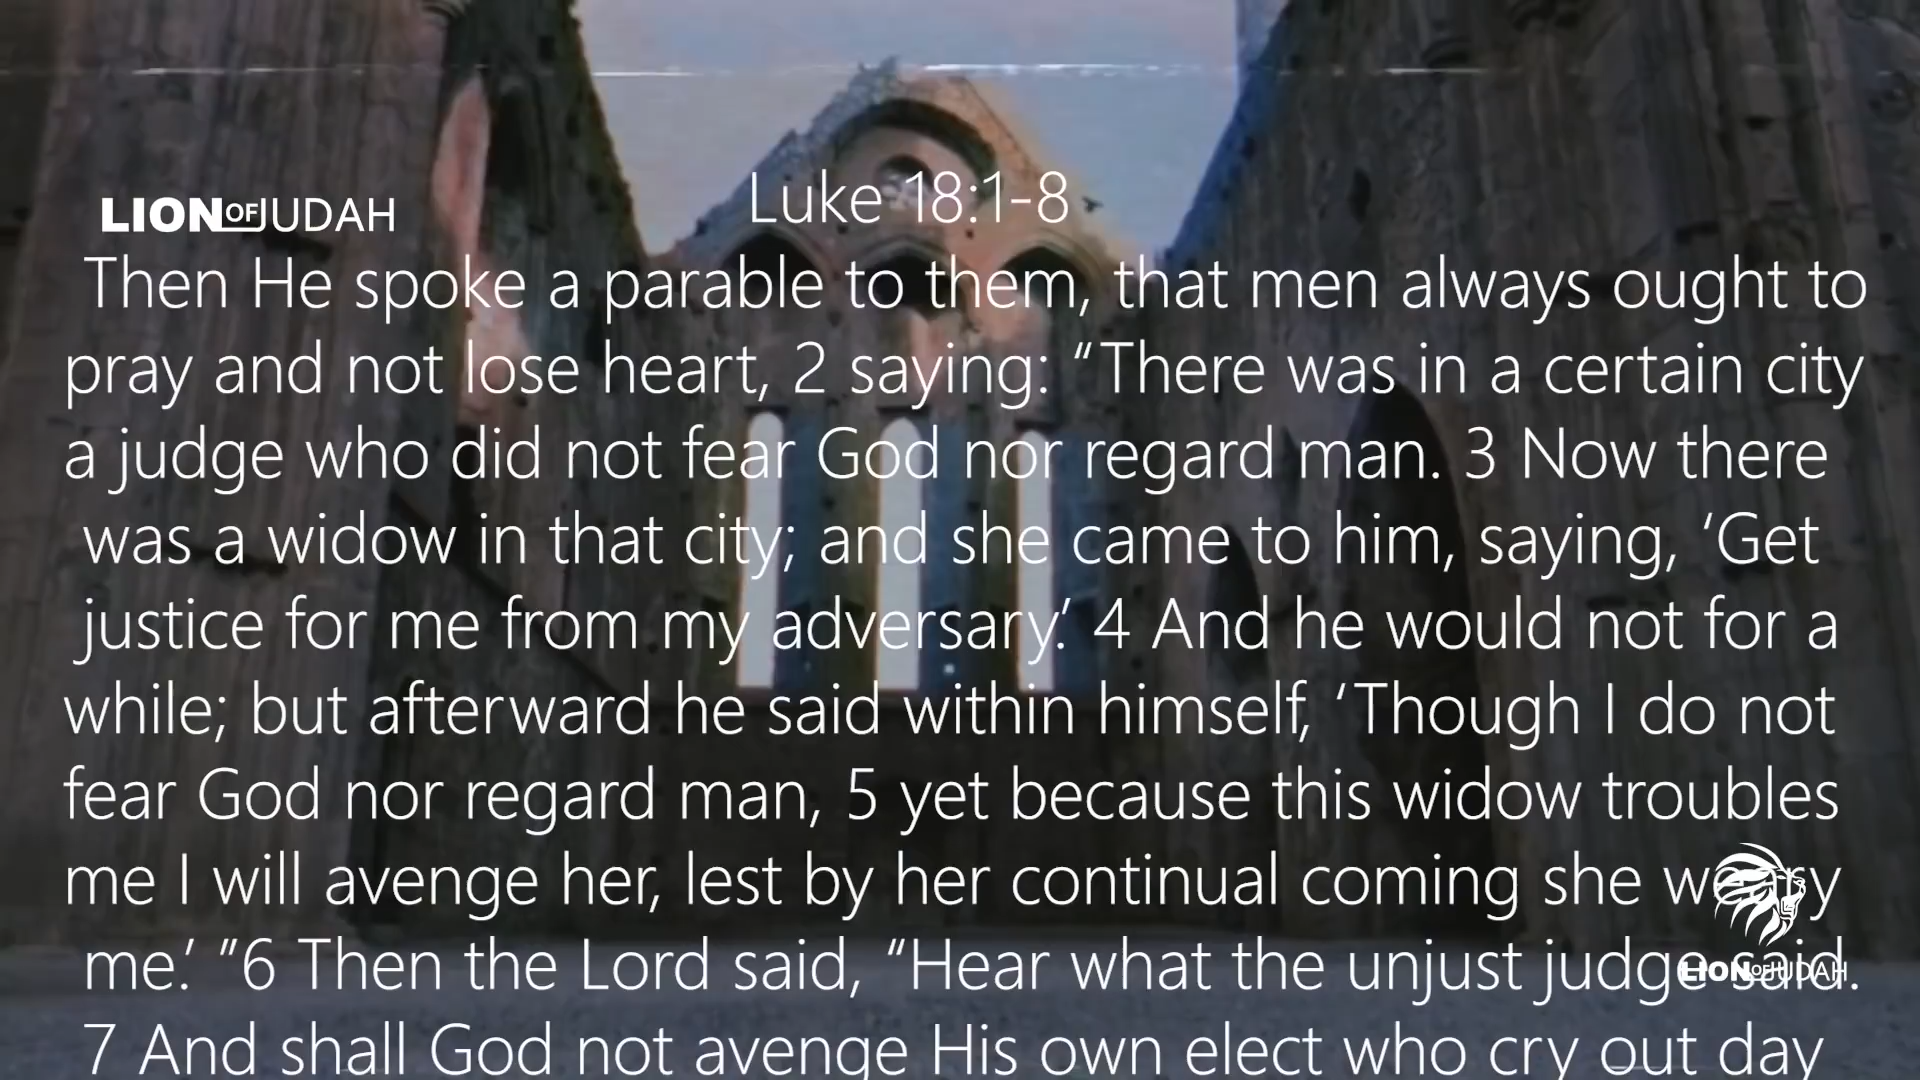 Luke 18:1-8
LIONOFJUDAH
Then He spoke a parable to them, that men always ought to
pray and not lose heart, 2 saying: “There was in a certain city
a judge who did not fear God nor regard man. 3 Now there
was a widow in that city; and she came to him, saying, ‘Get
justice for me from my adversary.’ 4 And he would not for a
while; but afterward he said within himself, ‘Though I do not
fear God nor regard man, 5 yet because this widow troubles
me I will avenge her, lest by her continual coming she weary
me.’ ”6 Then the Lord said, “Hear what the unjust judge said.
LIONOFJUDAH
7 And shall God not avenge His own elect who cry out day